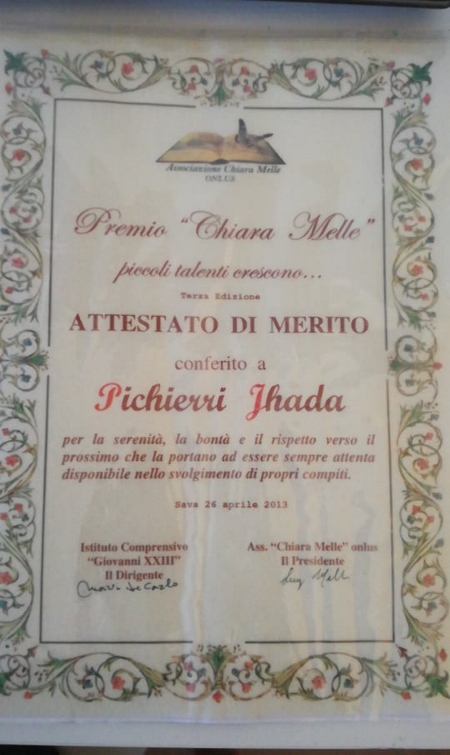 Associazione Chiara Melle
ONLUS
Premio "Chiara Melle"
piccoli talenti crescono...
Terza Edizione
ATTESTATO DI MERITO
conferito a
Pichierri Jhada
per la serenità, la bontà e il rispetto verso il
prossimo che la portano ad essere sempre attenta
disponibile nello svolgimento di propri compiti.
Sava 26 aprile 2013
Istituto Comprensivo
"Giovanni XXIII"
Il Dirigente
Ass. "Chiara Melle" onlus
Il Presidente